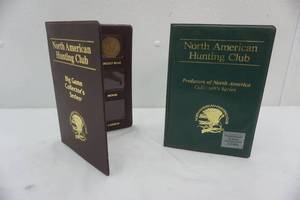 North American
Hunting Club
Big Game
Collector's
Series
North American
Hunting Club
Predators of North America
Collector's Series